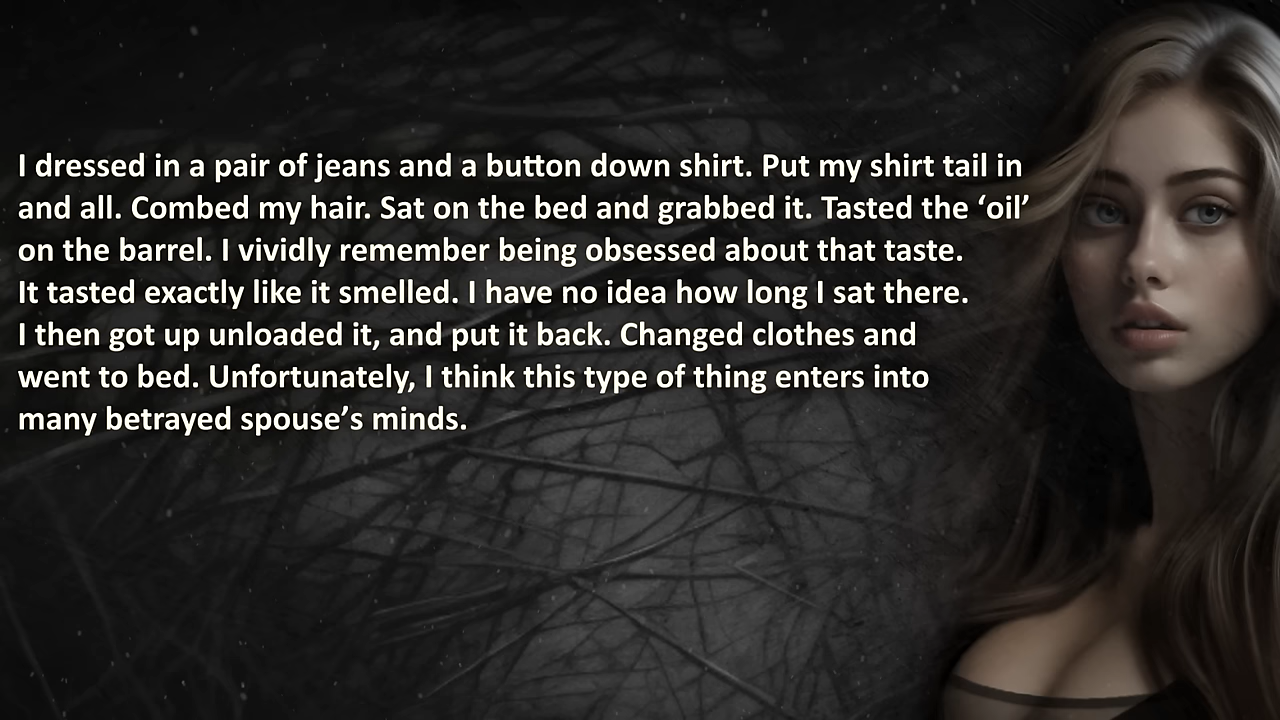 I dressed in a pair of jeans and a button down shirt. Put my shirt tail in
and all. Combed my hair. Sat on the bed and grabbed it. Tasted the ‘oil’
on the barrel. I vividly remember being obsessed about that taste.
It tasted exactly like it smelled. I have no idea how long I sat there.
I then got up unloaded it, and put it back. Changed clothes and
went to bed. Unfortunately, I think this type of thing enters into
many betrayed spouse’s minds.